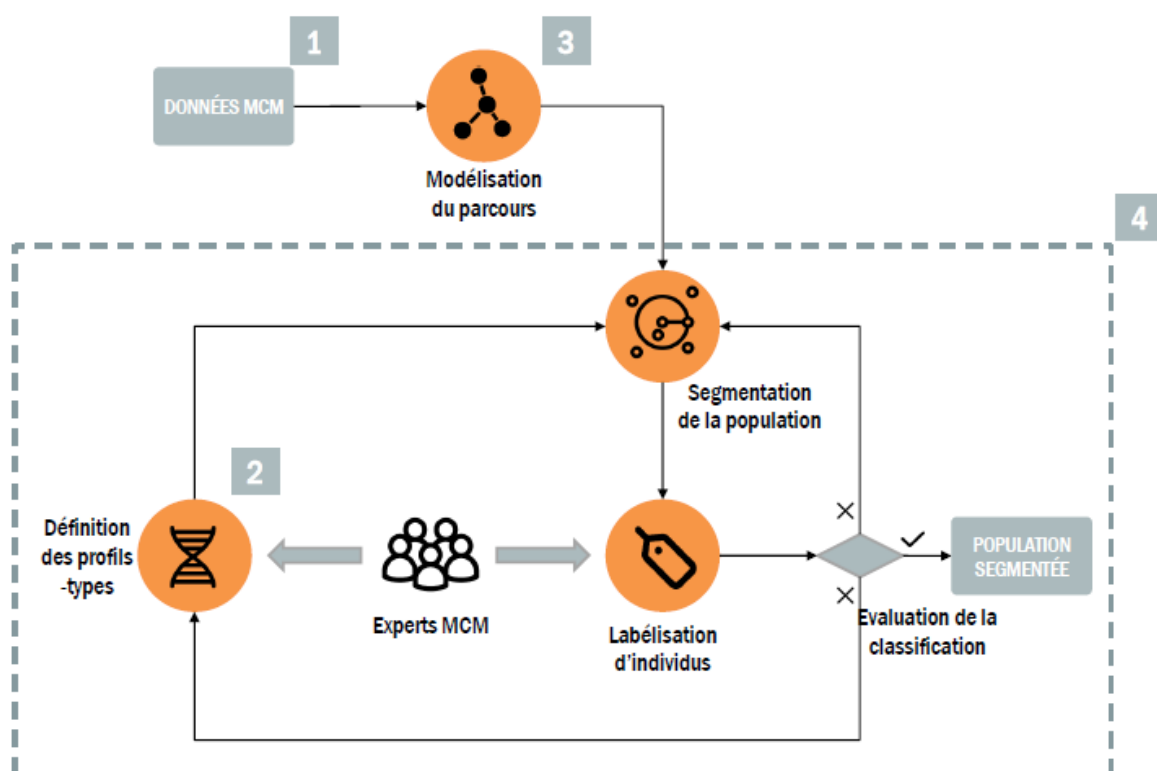 1
3
DONNÉES MCM
Modélisation
du parcours
4
Segmentation
de la population
2
Définition
des profils
-types
Experts MCM
Labélisation
d'individus
POPULATION
SEGMENTÉE
Evaluation de la
classification